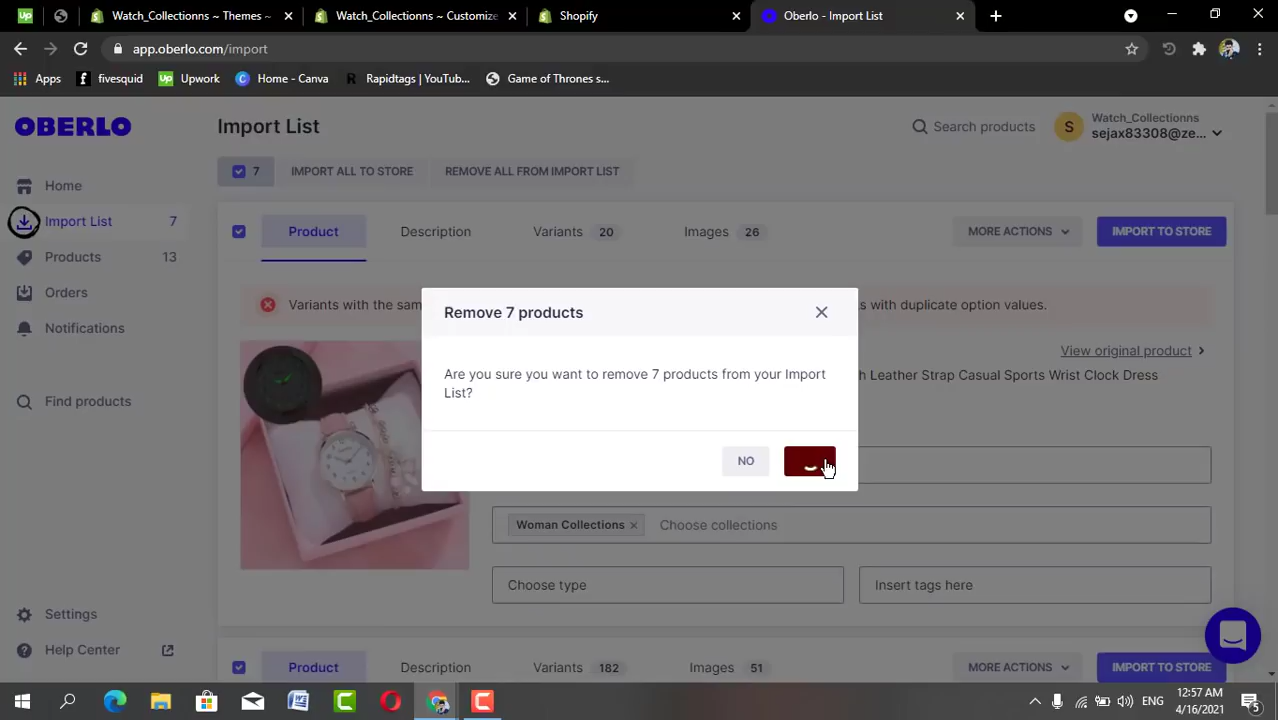 Up Watch_Collectionns ~ Themes ~ Watch_Collectionns ~ Customize Shopify Oberlo - Import List
app.oberlo.com/import
Apps f fivesquid Up Upwork C Home - Canva R Rapidtags | YouTub... Game of Thrones s...
OBERLO
Import List
Search products
S
Watch_Collectionns
sejax83308@ze...
7 IMPORT ALL TO STORE REMOVE ALL FROM IMPORT LIST
Home
Import List 7
Products 13
Orders
Notifications
Find products
Settings
Help Center
Product Description Variants 20 Images 26 MORE ACTIONS IMPORT TO STORE
Variants with the sam s with duplicate option values.
View original product
h Leather Strap Casual Sports Wrist Clock Dress
Remove 7 products
Are you sure you want to remove 7 products from your Import
List?
NO
Woman Collections × Choose collections
Choose type Insert tags here
Product Description Variants 182 Images 51 MORE ACTIONS IMPORT TO STORE
ENG
12:57 AM
4/16/2021
5